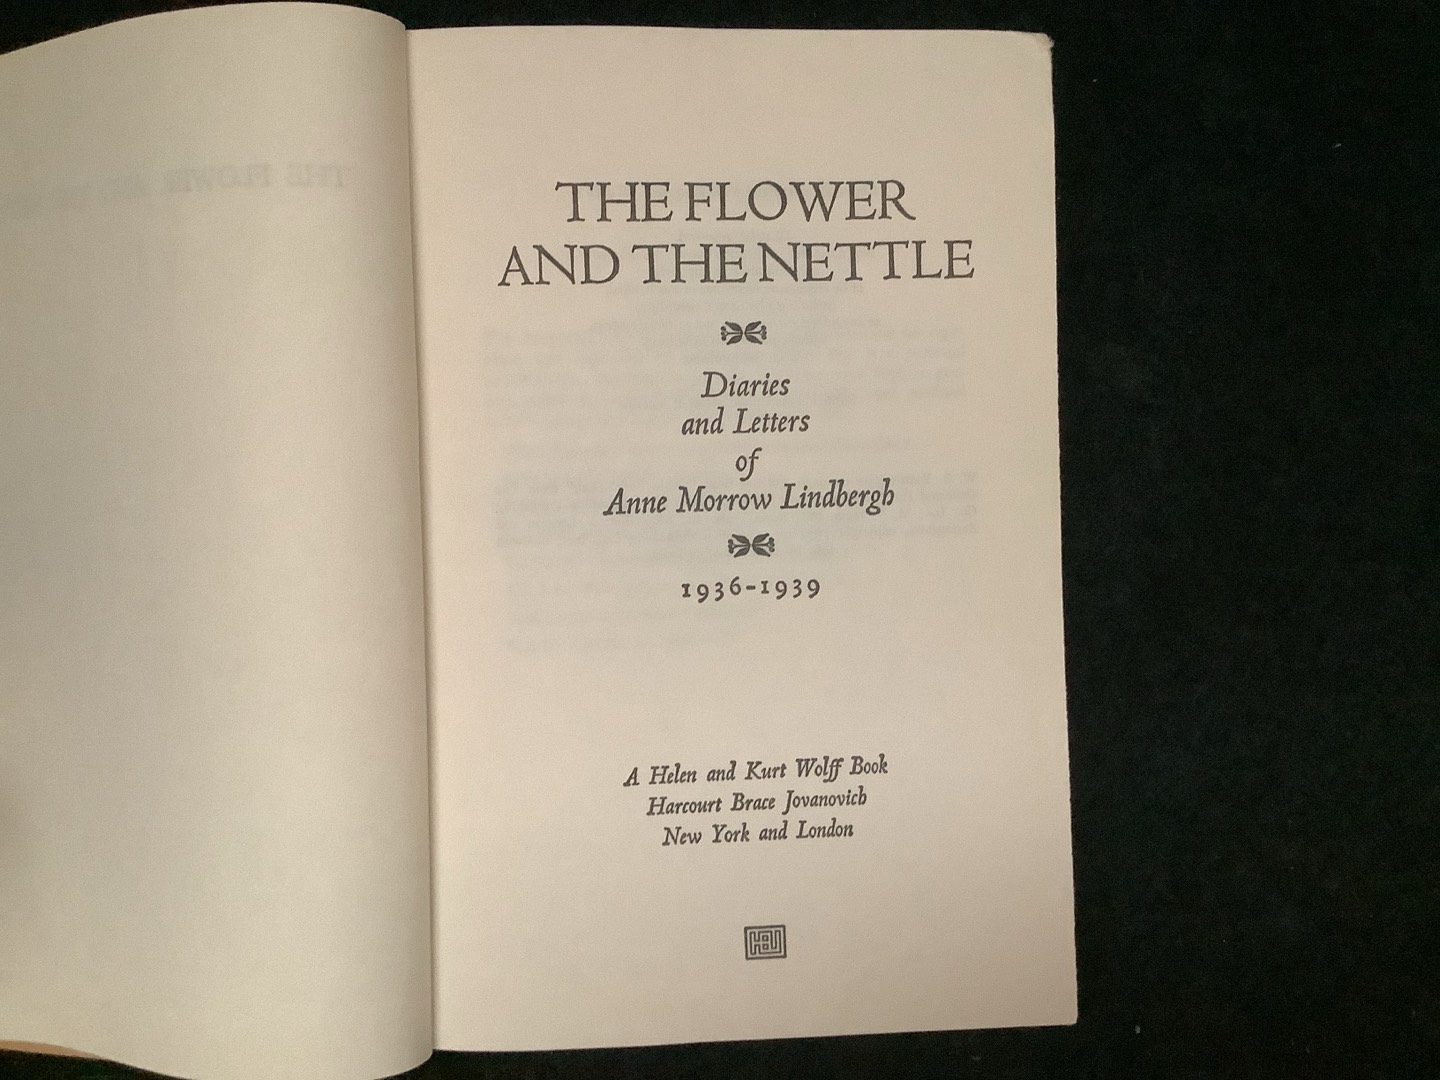 THE FLOWER
AND THE NETTLE
Diaries
and Letters
of
Anne Morrow Lindbergh
1936-1939
A Helen and Kurt Wolff Book
Harcourt Brace Jovanovich
New York and London
HBJ